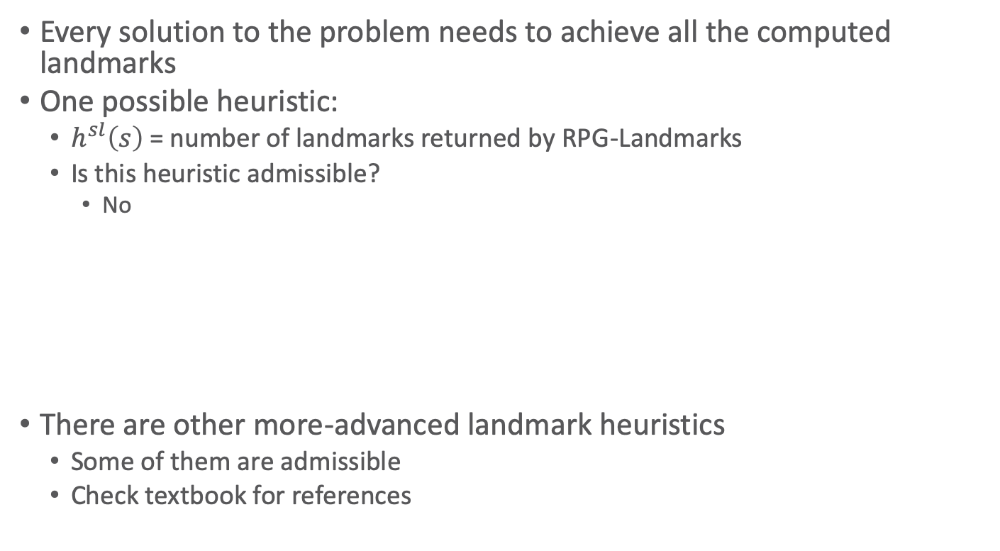 • Every solution to the problem needs to achieve all the computed
landmarks
• One possible heuristic:
• ℎ𝑠𝑙(𝑠) = number of landmarks returned by RPG-Landmarks
• Is this heuristic admissible?
• No
• There are other more-advanced landmark heuristics
• Some of them are admissible
• Check textbook for references